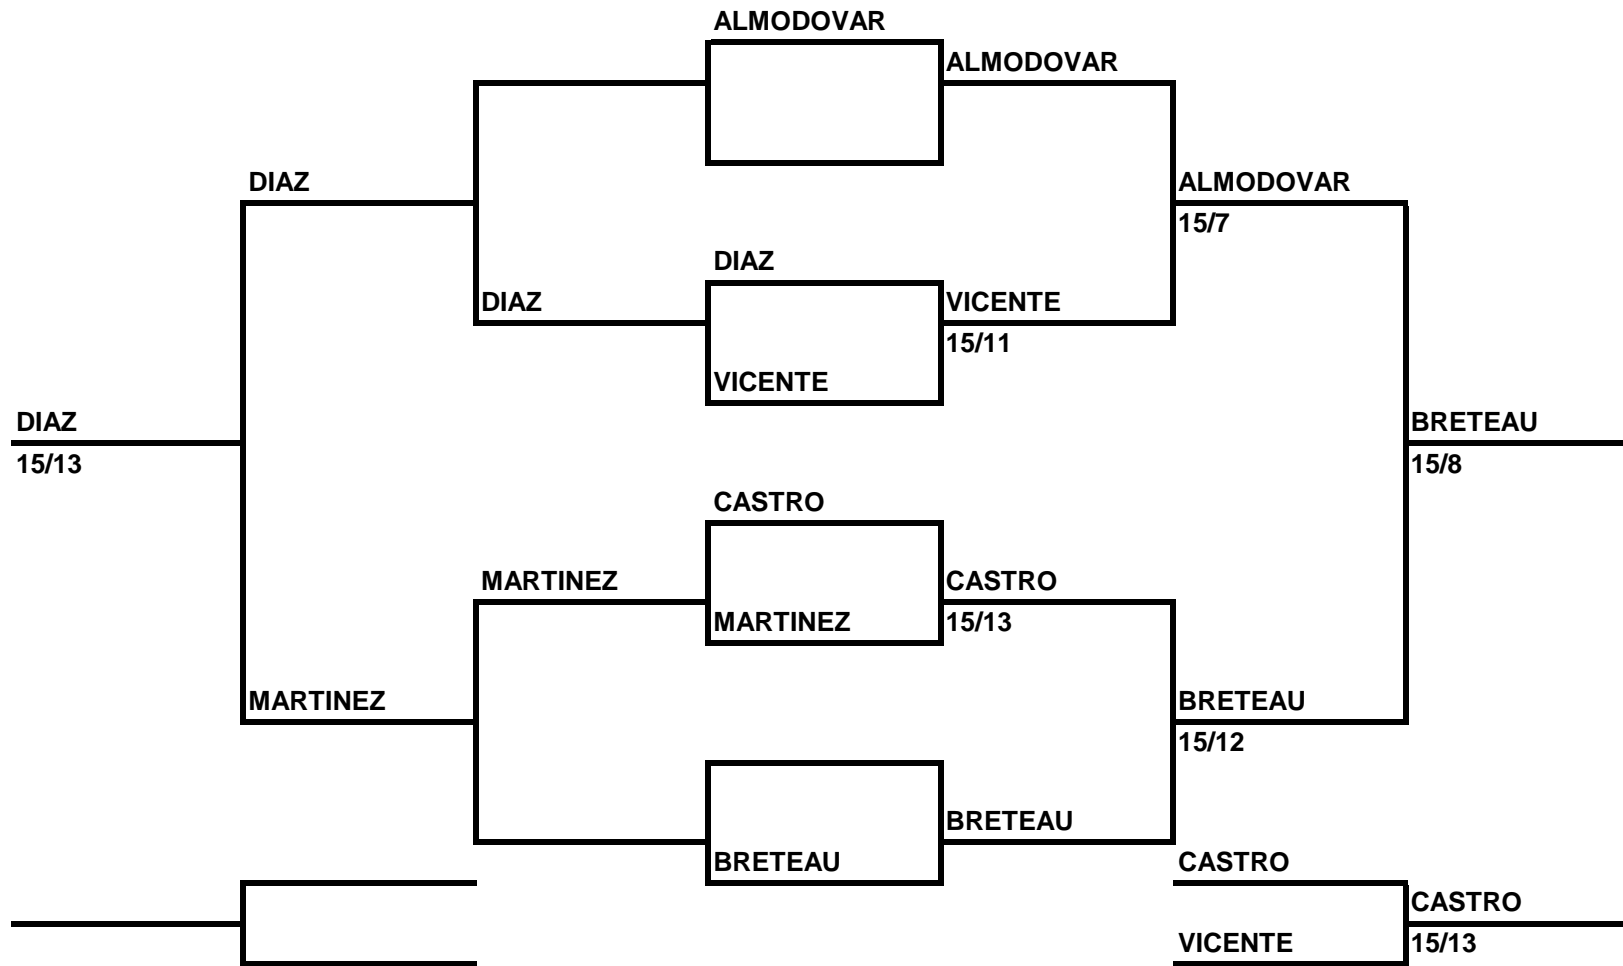 ALMODOVAR
ALMODOVAR
DIAZ
ALMODOVAR
15/7
DIAZ
DIAZ
VICENTE
15/11
VICENTE
DIAZ
15/13
BRETEAU
15/8
CASTRO
MARTINEZ
CASTRO
MARTINEZ
15/13
MARTINEZ
BRETEAU
15/12
BRETEAU
BRETEAU
CASTRO
CASTRO
VICENTE
15/13